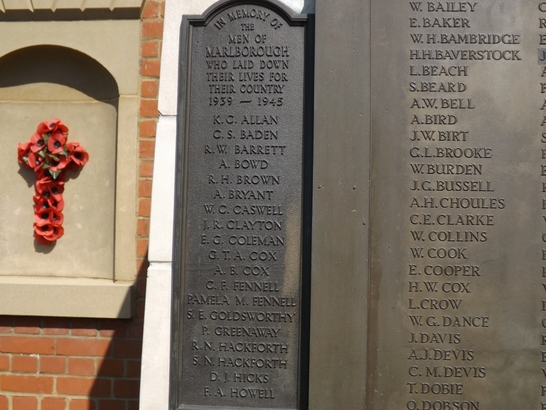 IN MEMORY OF
THE
MEN OF
MARLBOROUGH
WHO LAID DOWN
THEIR LIVES FOR
THEIR COUNTRY
1939 — 1945
K. G. ALLAN
C. S. BADEN
R. W. BARRETT
A. BOWD
R. H. BROWN
A. BRYANT
W. G. CASWELL
J. R. CLAYTON
E. G. COLEMAN
G. T. A. COX
A. B. COX
C. F. FENNELL
PAMELA M. FENNELL
S. E. GOLDSWORTHY
P. GREENAWAY
R. N. HACKFORTH
S. N. HACKFORTH
D. J. HICKS
F. A. HOWELL
W. BAILEY
E. BAKER
W. H. BAMBRIDGE
H. H. BAVERSTOCK
L. BEACH
S. BEARD
A. W. BELL
A. BIRD
J. W. BIRT
G. L. BROOKE
W. BURDEN
J. G. BUSSELL
A. H. CHOULES
C. E. CLARKE
W. COLLINS
W. COOK
E. COOPER
H. W. COX
L. CROW
W. G. DANCE
J. DAVIS
A. J. DEVIS
C. M. DEVIS
T. DOBIE
O. DOBSON